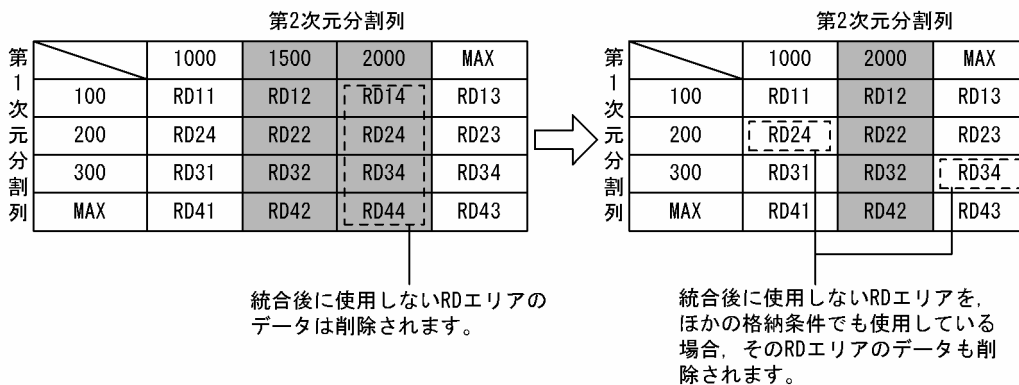 第2次元分割列
第1次元分割列
1000 1500 2000 MAX
100 RD11 RD12 RD14 RD13
200 RD24 RD22 RD24 RD23
300 RD31 RD32 RD34 RD34
MAX RD41 RD42 RD44 RD43
統合後に使用しないRDエリアの
データは削除されます。
第2次元分割列
第1次元分割列
1000 2000 MAX
100 RD11 RD12 RD13
200 RD24 RD22 RD23
300 RD31 RD32 RD34
MAX RD41 RD42 RD43
統合後に使用しないRDエリアを,
ほかの格納条件でも使用している
場合, そのRDエリアのデータも削
除されます。